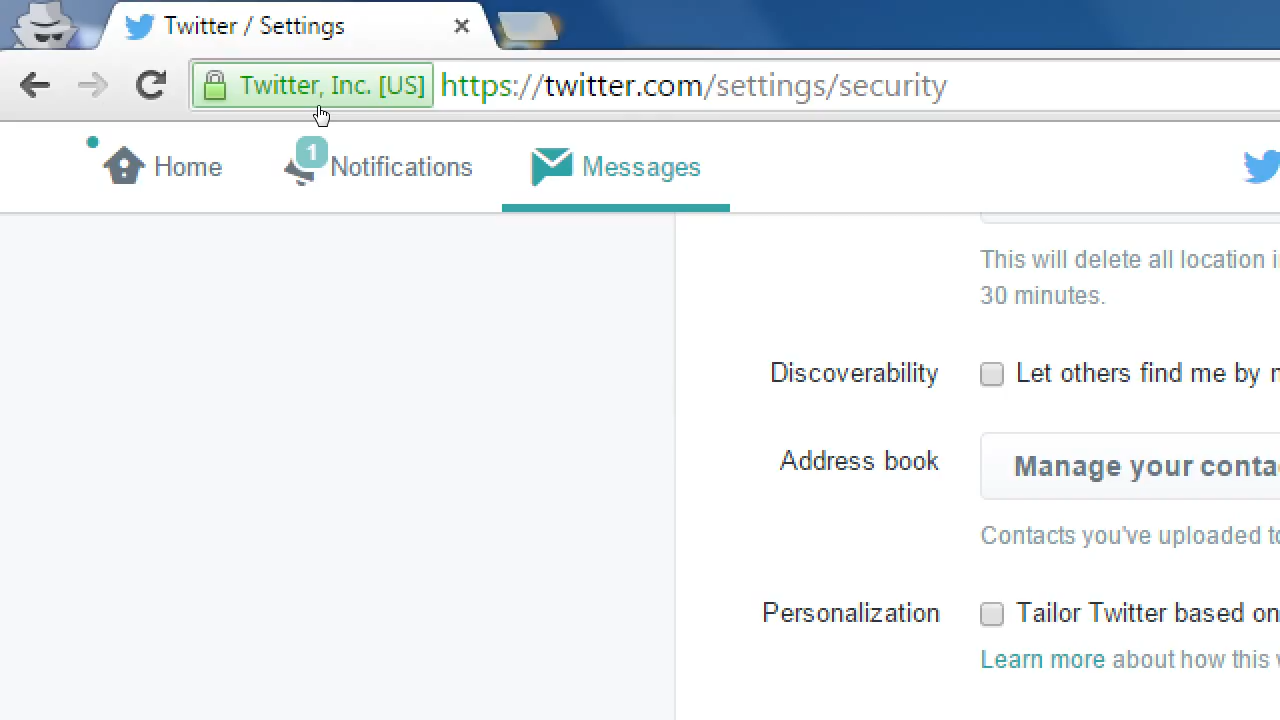 Twitter / Settings
Twitter, Inc. [US] https://twitter.com/settings/security
Home 1 Notifications Messages
This will delete all location
30 minutes.
Discoverability Let others find me by
Address book Manage your conta
Contacts you've uploaded
Personalization Tailor Twitter based on
Learn more about how this